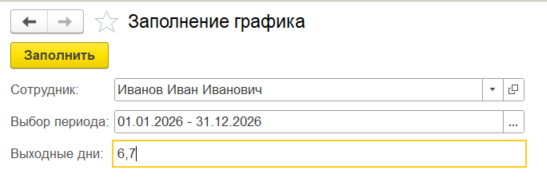 Заполнение графика
Заполнить
Сотрудник: Иванов Иван Иванович
Выбор периода: 01.01.2026 - 31.12.2026 ...
Выходные дни: 6,7